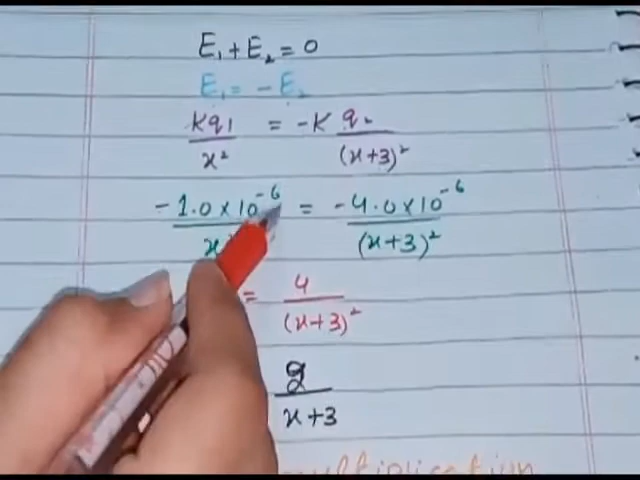 E₁ + E₂ = 0
E₁ = - E₂
Kq1/x² = -K q₂/(x+3)²
-1.0×10⁻⁶/x = -4.0×10⁻⁶/(x+3)²
= 4/(x+3)²
2/x+3
multiplication